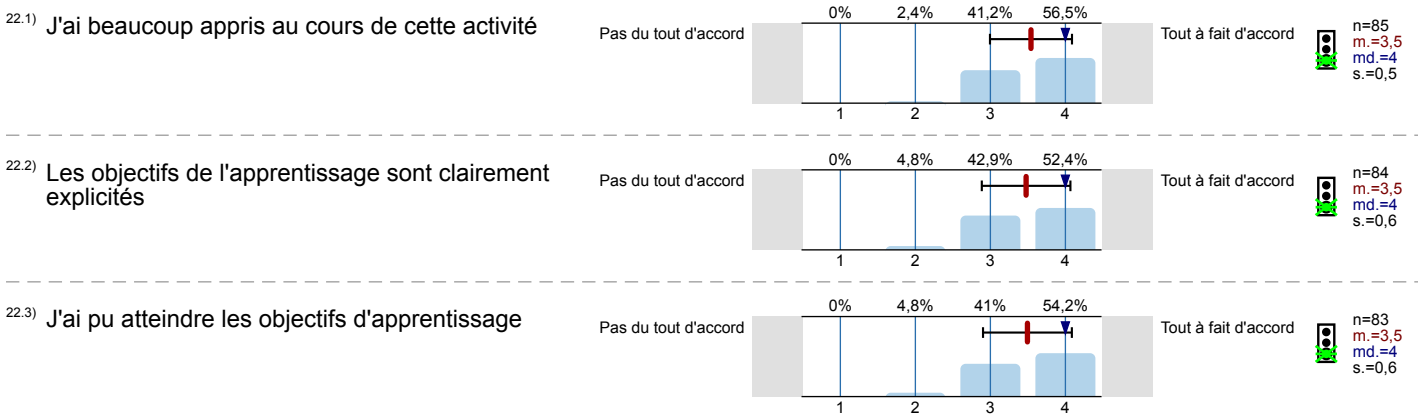 22.1) J'ai beaucoup appris au cours de cette activité
Pas du tout d'accord
0% 2,4% 41,2% 56,5%
1 2 3 4
Tout à fait d'accord
n=85
m.=3,5
md.=4
s.=0,5
22.2) Les objectifs de l'apprentissage sont clairement
explicités
Pas du tout d'accord
0% 4,8% 42,9% 52,4%
1 2 3 4
Tout à fait d'accord
n=84
m.=3,5
md.=4
s.=0,6
22.3) J'ai pu atteindre les objectifs d'apprentissage
Pas du tout d'accord
0% 4,8% 41% 54,2%
1 2 3 4
Tout à fait d'accord
n=83
m.=3,5
md.=4
s.=0,6